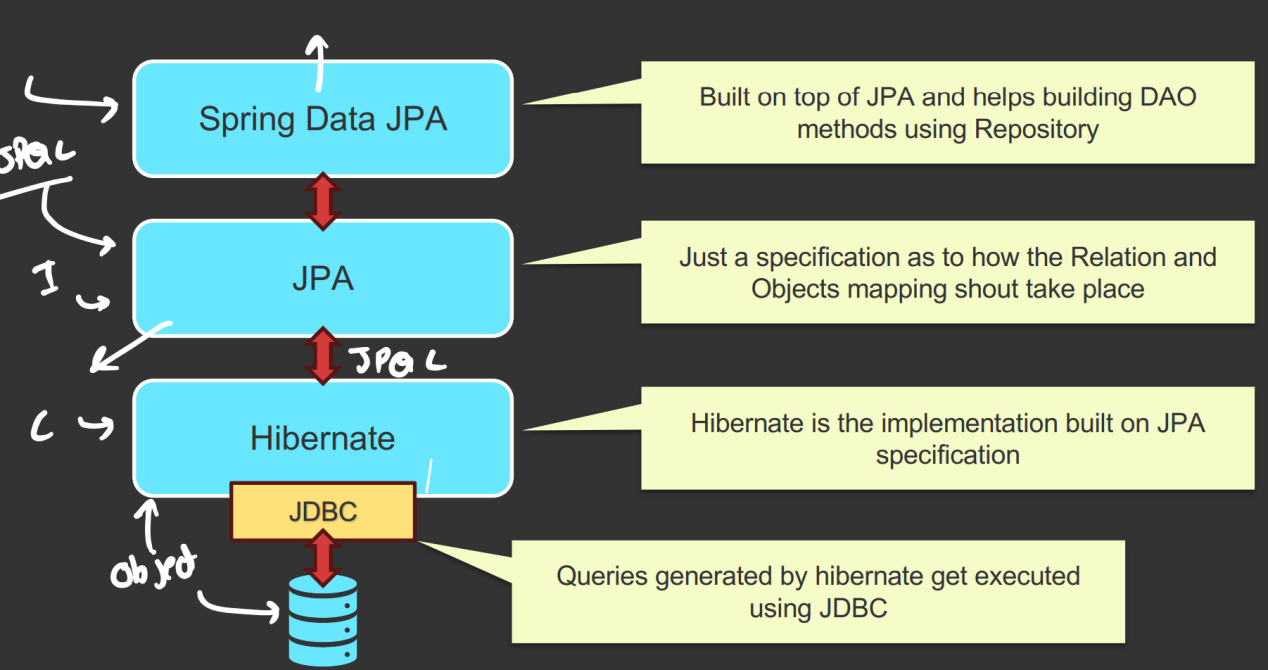 Spring Data JPA
Built on top of JPA and helps building DAO
methods using Repository
JPQL
JPA
I
Just a specification as to how the Relation and
Objects mapping shout take place
JPQL
C
Hibernate
Hibernate is the implementation built on JPA
specification
JDBC
Object
Queries generated by hibernate get executed
using JDBC